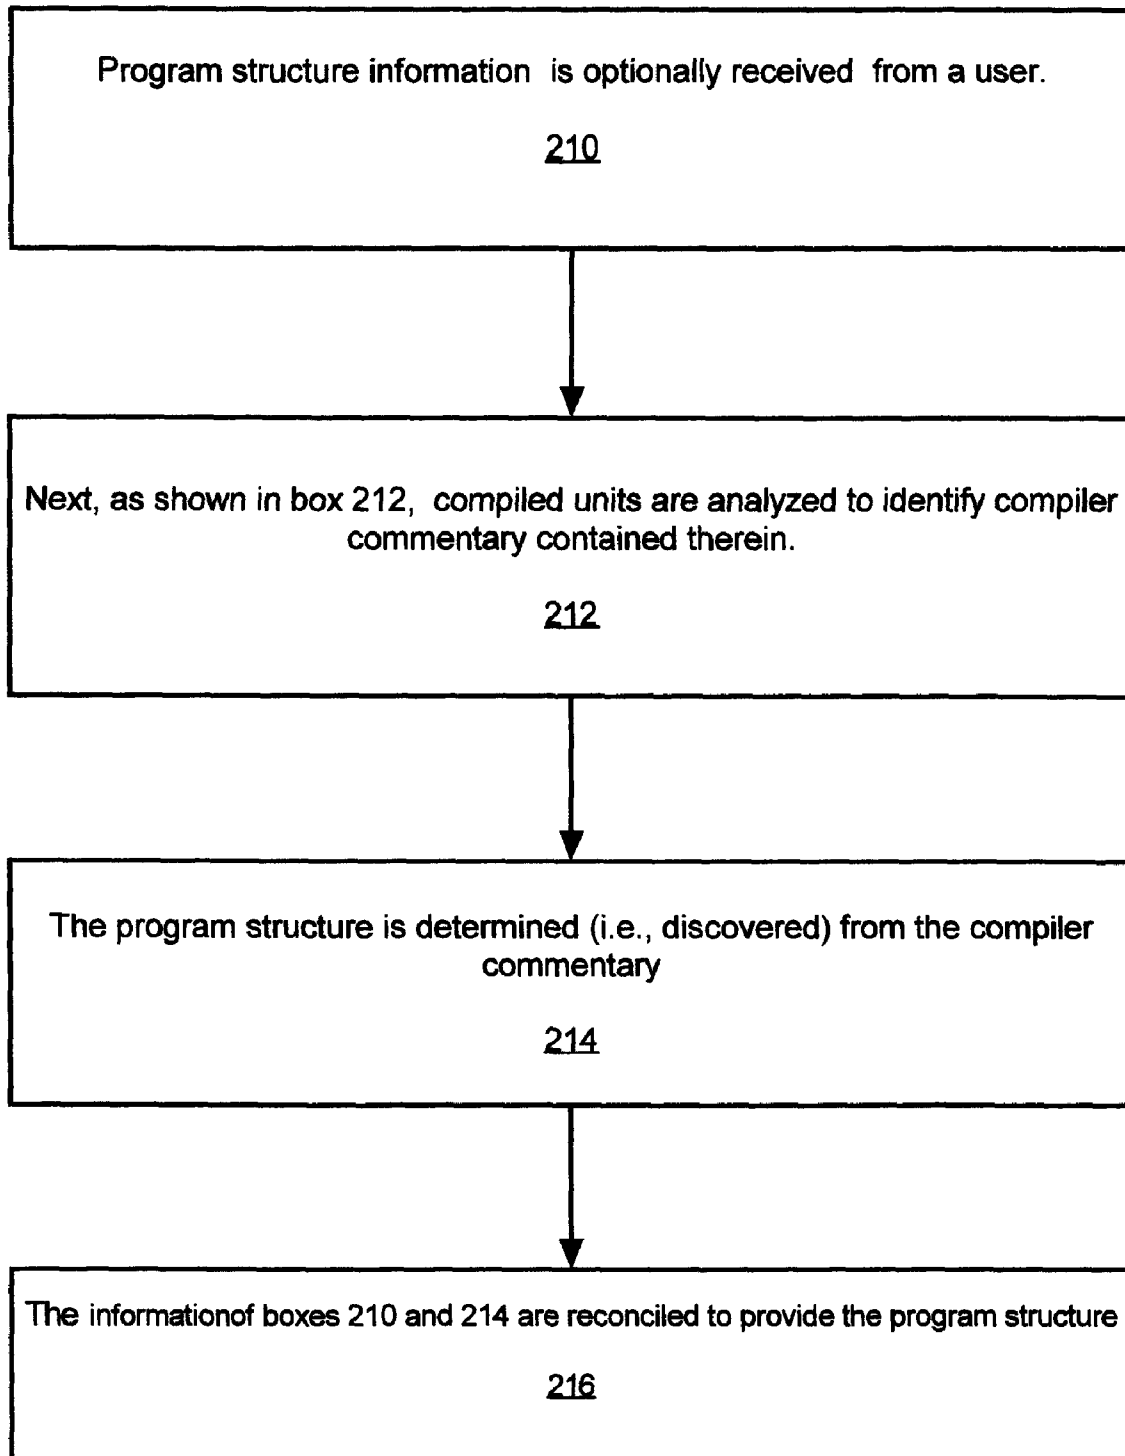 Program structure information is optionally received from a user.
210
Next, as shown in box 212, compiled units are analyzed to identify compiler
commentary contained therein.
212
The program structure is determined (i.e., discovered) from the compiler
commentary
214
The informationof boxes 210 and 214 are reconciled to provide the program structure
216